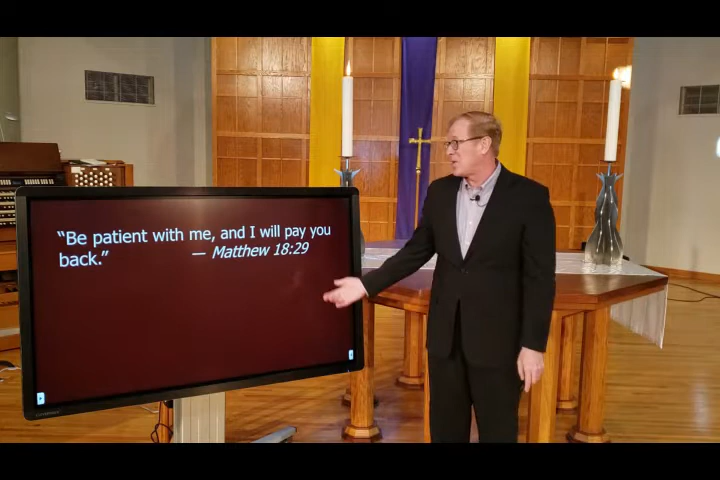 “Be patient with me, and I will pay you
back.” — Matthew 18:29